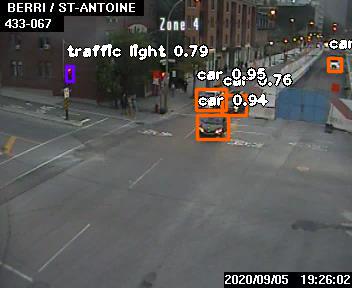 BERRI / ST-ANTOINE
433-067
Zone 4
traffic light 0.79
car
car 0.95
car 0.76
car 0.94
2020/09/05 19:26:02